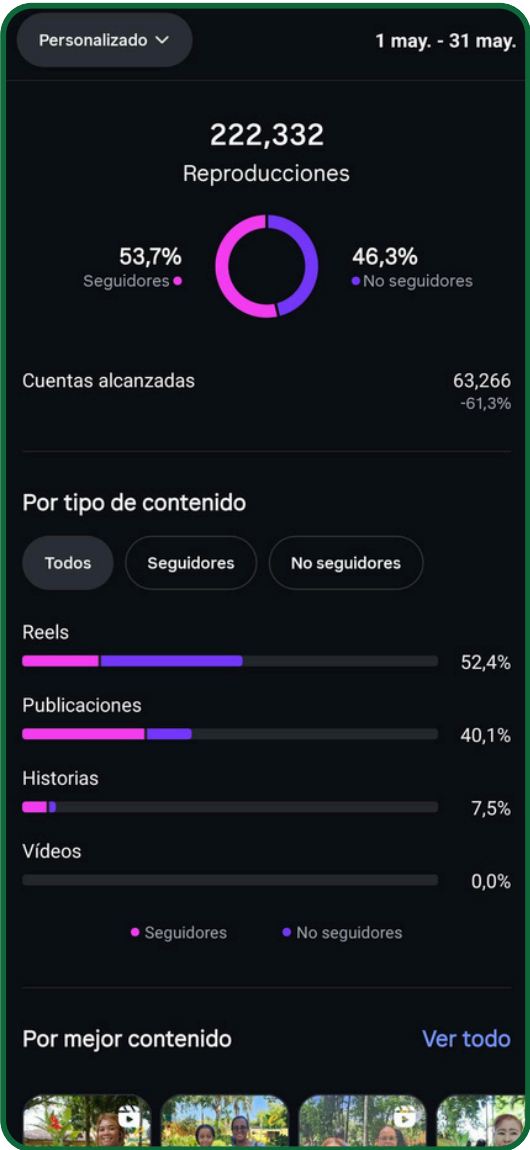 Personalizado
1 may. - 31 may.
222,332
Reproducciones
53,7%
Seguidores
46,3%
No seguidores
Cuentas alcanzadas
63,266
-61,3%
Por tipo de contenido
Todos
Seguidores
No seguidores
Reels
52,4%
Publicaciones
40,1%
Historias
7,5%
Vídeos
0,0%
Seguidores
No seguidores
Por mejor contenido
Ver todo